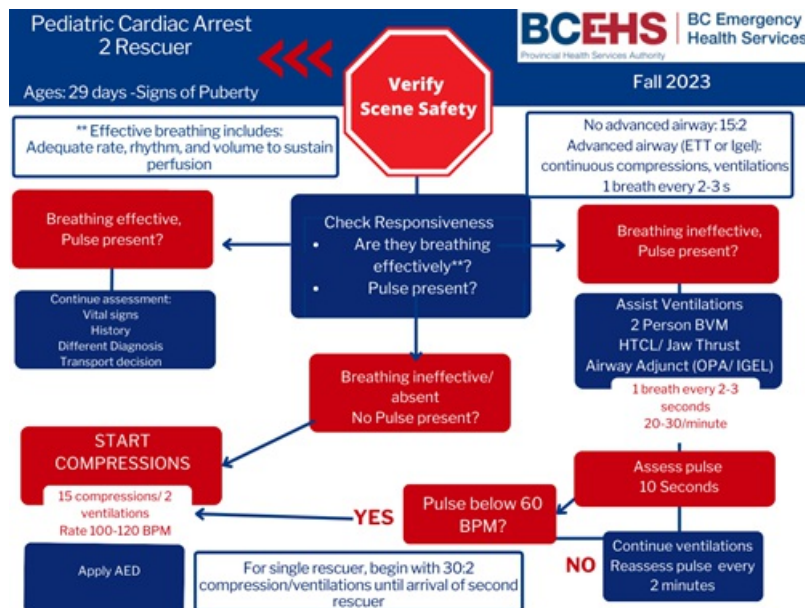 Pediatric Cardiac Arrest
2 Rescuer
Ages: 29 days -Signs of Puberty
Verify
Scene Safety
BCEHS
BC Emergency
Health Services
Provincial Health Services Authority
Fall 2023
** Effective breathing includes:
Adequate rate, rhythm, and volume to sustain
perfusion
No advanced airway: 15:2
Advanced airway (ETT or Igel):
continuous compressions, ventilations
1 breath every 2-3 s
Breathing effective,
Pulse present?
Check Responsiveness
• Are they breathing
effectively**?
• Pulse present?
Breathing ineffective,
Pulse present?
Continue assessment:
Vital signs
History
Different Diagnosis
Transport decision
Assist Ventilations
2 Person BVM
HTCL/ Jaw Thrust
Airway Adjunct (OPA/ IGEL)
1 breath every 2-3
seconds
20-30/minute
Breathing ineffective/
absent
No Pulse present?
START
COMPRESSIONS
15 compressions/ 2
ventilations
Rate 100-120 BPM
Assess pulse
10 Seconds
Pulse below 60
BPM?
YES
NO
Continue ventilations
Reassess pulse every
2 minutes
Apply AED
For single rescuer, begin with 30:2
compression/ventilations until arrival of second
rescuer